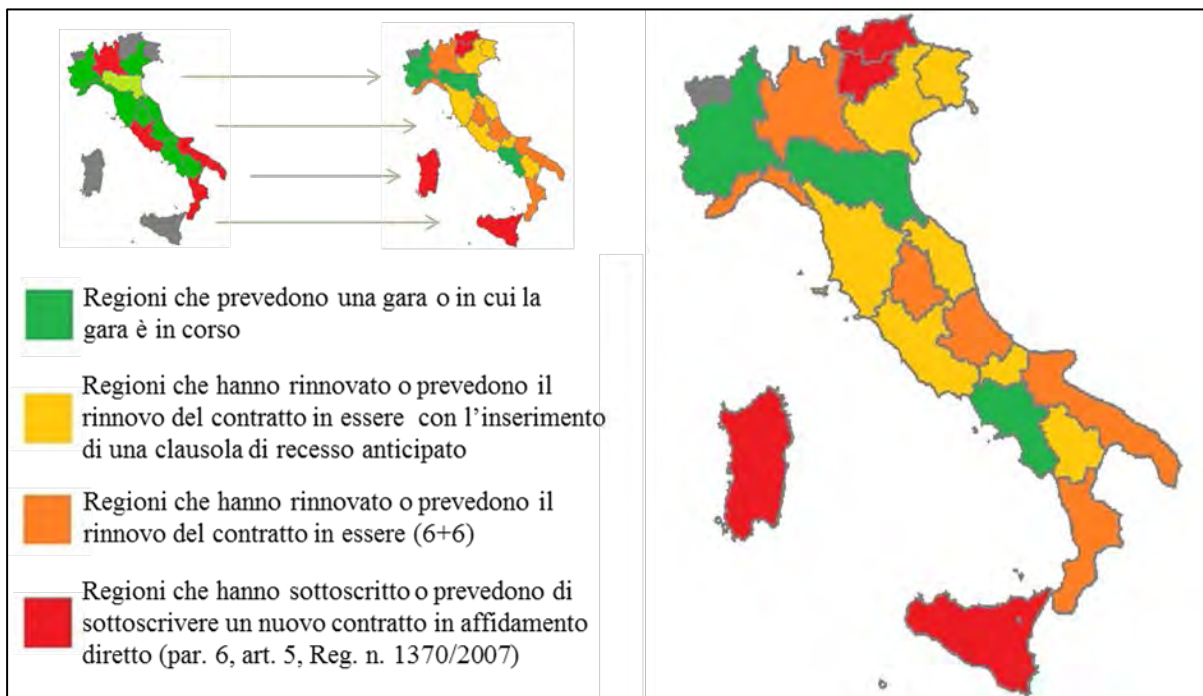 Regioni che prevedono una gara o in cui la
gara è in corso
Regioni che hanno rinnovato o prevedono il
rinnovo del contratto in essere con l’inserimento
di una clausola di recesso anticipato
Regioni che hanno rinnovato o prevedono il
rinnovo del contratto in essere (6+6)
Regioni che hanno sottoscritto o prevedono di
sottoscrivere un nuovo contratto in affidamento
diretto (par. 6, art. 5, Reg. n. 1370/2007)